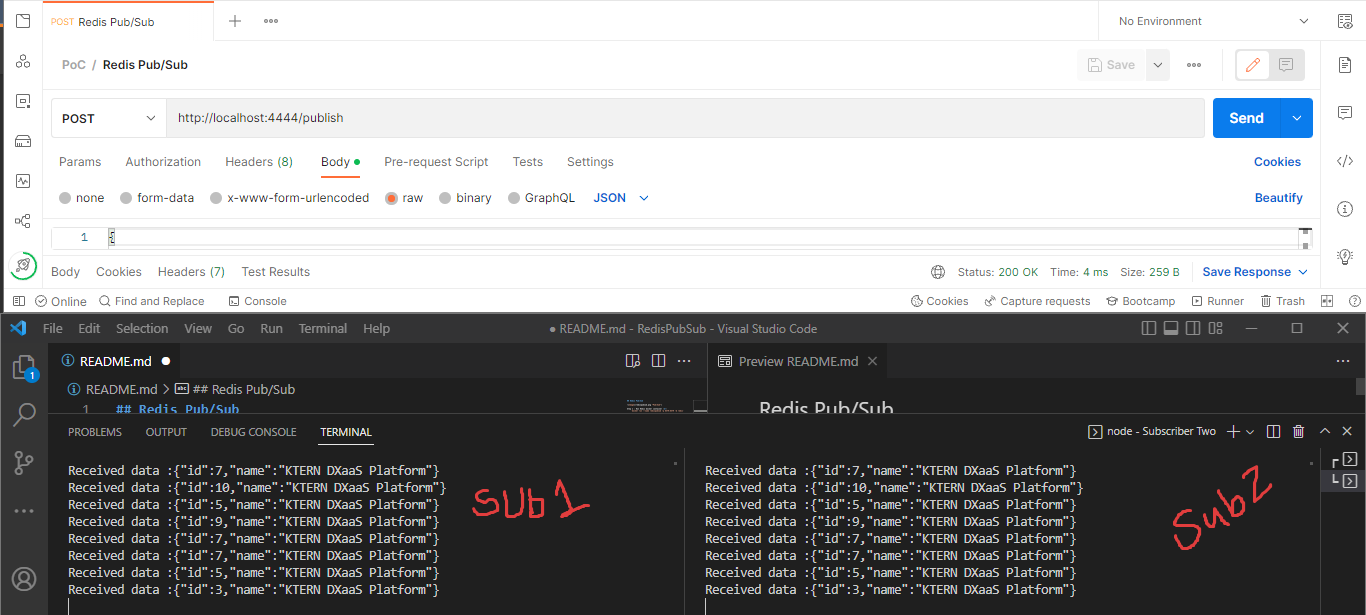 POST Redis Pub/Sub
No Environment
PoC / Redis Pub/Sub
Save
POST
http://localhost:4444/publish
Send
Params Authorization Headers (8) Body Pre-request Script Tests Settings
Cookies
none form-data x-www-form-urlencoded raw binary GraphQL JSON
Beautify
1 {
Body Cookies Headers (7) Test Results
Status: 200 OK Time: 4 ms Size: 259 B Save Response
Online Find and Replace Console
Cookies Capture requests Bootcamp Runner Trash
File Edit Selection View Go Run Terminal Help
● README.md - RedisPubSub - Visual Studio Code
1
README.md ●
Preview README.md
README.md > ## Redis Pub/Sub
1 ## Redis Pub/Sub
Redis Pub/Sub
PROBLEMS OUTPUT DEBUG CONSOLE TERMINAL
node - Subscriber Two
Received data :{"id":7,"name":"KTERN DXaaS Platform"}
Received data :{"id":10,"name":"KTERN DXaaS Platform"}
Received data :{"id":5,"name":"KTERN DXaaS Platform"}
Received data :{"id":9,"name":"KTERN DXaaS Platform"}
Received data :{"id":7,"name":"KTERN DXaaS Platform"}
Received data :{"id":7,"name":"KTERN DXaaS Platform"}
Received data :{"id":5,"name":"KTERN DXaaS Platform"}
Received data :{"id":3,"name":"KTERN DXaaS Platform"}
SUb1
Received data :{"id":7,"name":"KTERN DXaaS Platform"}
Received data :{"id":10,"name":"KTERN DXaaS Platform"}
Received data :{"id":5,"name":"KTERN DXaaS Platform"}
Received data :{"id":9,"name":"KTERN DXaaS Platform"}
Received data :{"id":7,"name":"KTERN DXaaS Platform"}
Received data :{"id":7,"name":"KTERN DXaaS Platform"}
Received data :{"id":5,"name":"KTERN DXaaS Platform"}
Received data :{"id":3,"name":"KTERN DXaaS Platform"}
Sub2